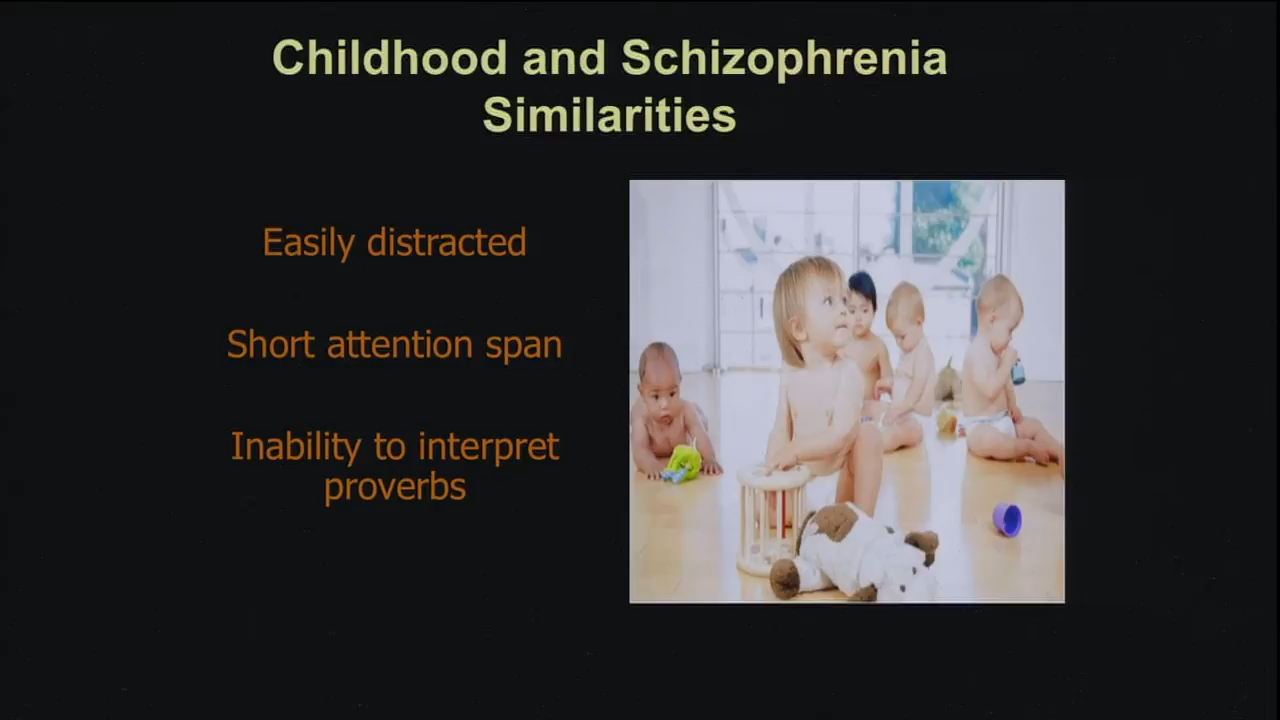 Childhood and Schizophrenia
Similarities
Easily distracted
Short attention span
Inability to interpret
proverbs